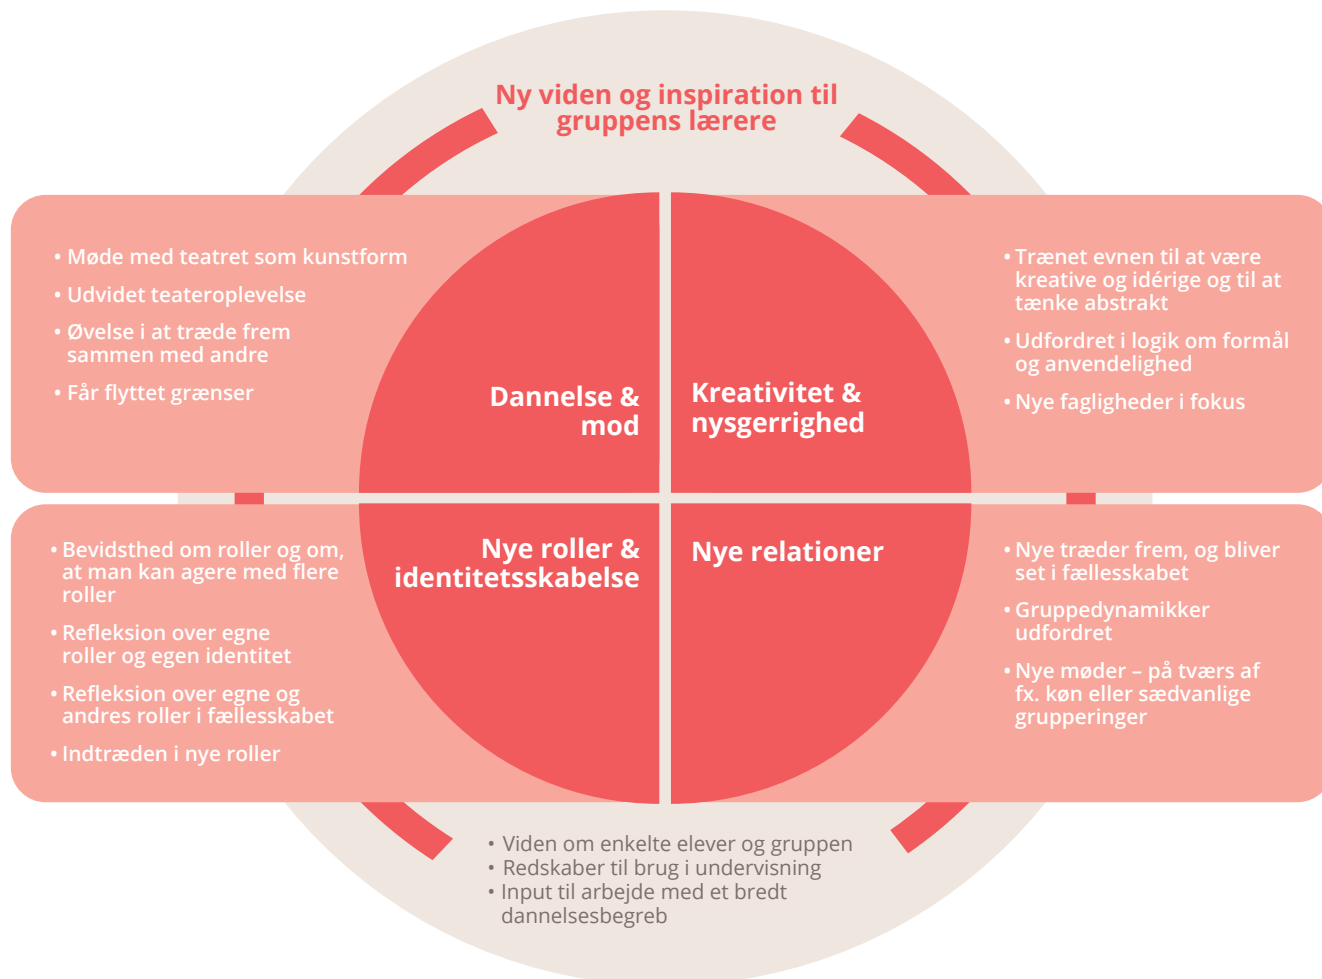 Ny viden og inspiration til
gruppens lærere
• Møde med teatret som kunstform
• Udvidet teateroplevelse
• Øvelse i at træde frem
sammen med andre
• Får flyttet grænser
Dannelse &
mod
Kreativitet &
nysgerrighed
• Trænet evnen til at være
kreative og idérige og til at
tænke abstrakt
• Udfordret i logik om formål
og anvendelighed
• Nye fagligheder i fokus
• Bevidsthed om roller og om,
at man kan agere med flere
roller
• Refleksion over egne
roller og egen identitet
• Refleksion over egne og
andres roller i fællesskabet
• Indtræden i nye roller
Nye roller &
identitetsskabelse
Nye relationer
• Nye træder frem, og bliver
set i fællesskabet
• Gruppedynamikker
udfordret
• Nye møder – på tværs af
fx. køn eller sædvanlige
grupperinger
• Viden om enkelte elever og gruppen
• Redskaber til brug i undervisning
• Input til arbejde med et bredt
dannelsesbegreb